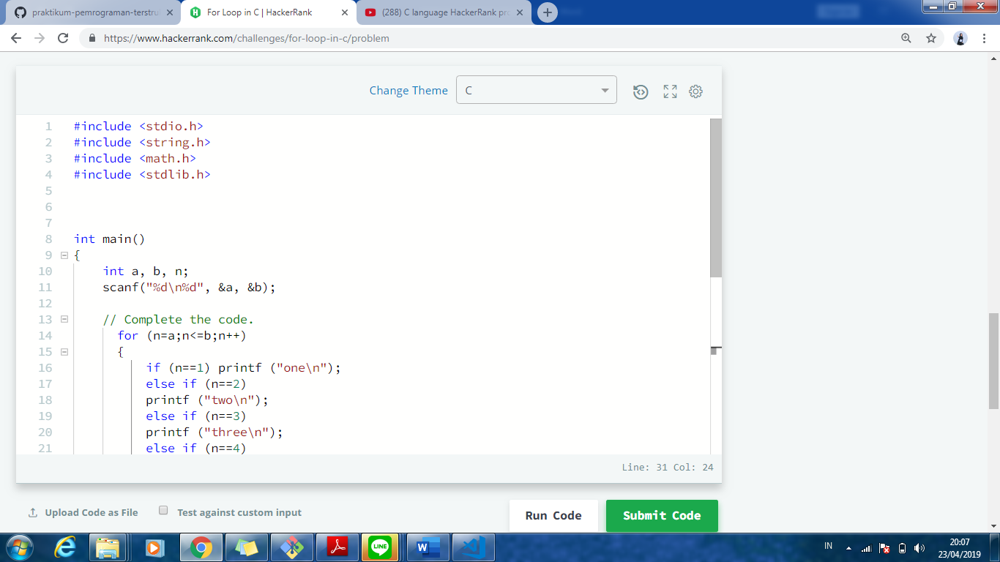 praktikum-pemrograman-terstru
For Loop in C | HackerRank
(288) C language HackerRank pro
https://www.hackerrank.com/challenges/for-loop-in-c/problem
Change Theme
C
1 #include <stdio.h>
2 #include <string.h>
3 #include <math.h>
4 #include <stdlib.h>
5
6
7
8 int main()
9 {
10 int a, b, n;
11 scanf("%d\n%d", &a, &b);
12
13 // Complete the code.
14 for (n=a;n<=b;n++)
15 {
16 if (n==1) printf ("one\n");
17 else if (n==2)
18 printf ("two\n");
19 else if (n==3)
20 printf ("three\n");
21 else if (n==4)
Line: 31 Col: 24
Upload Code as File
Test against custom input
Run Code
Submit Code
LINE
IN
20:07
23/04/2019